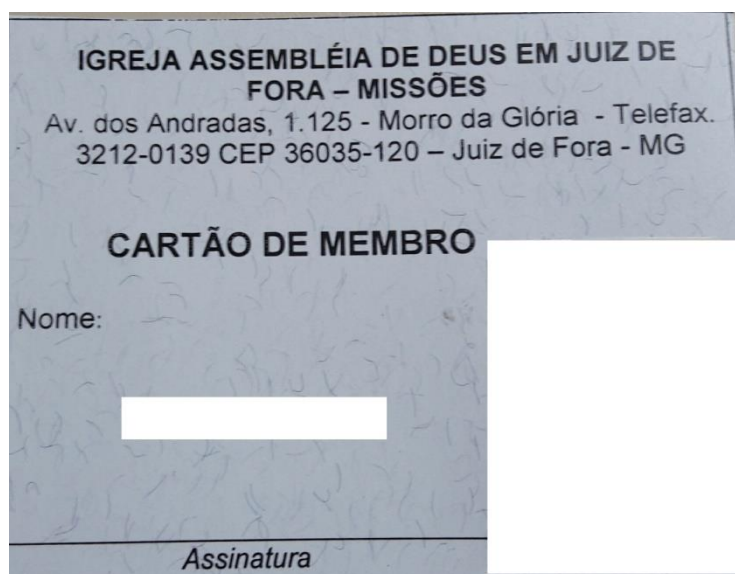 IGREJA ASSEMBLÉIA DE DEUS EM JUIZ DE
FORA – MISSÕES
Av. dos Andradas, 1.125 - Morro da Glória - Telefax.
3212-0139 CEP 36035-120 – Juiz de Fora - MG
CARTÃO DE MEMBRO
Nome:
Assinatura